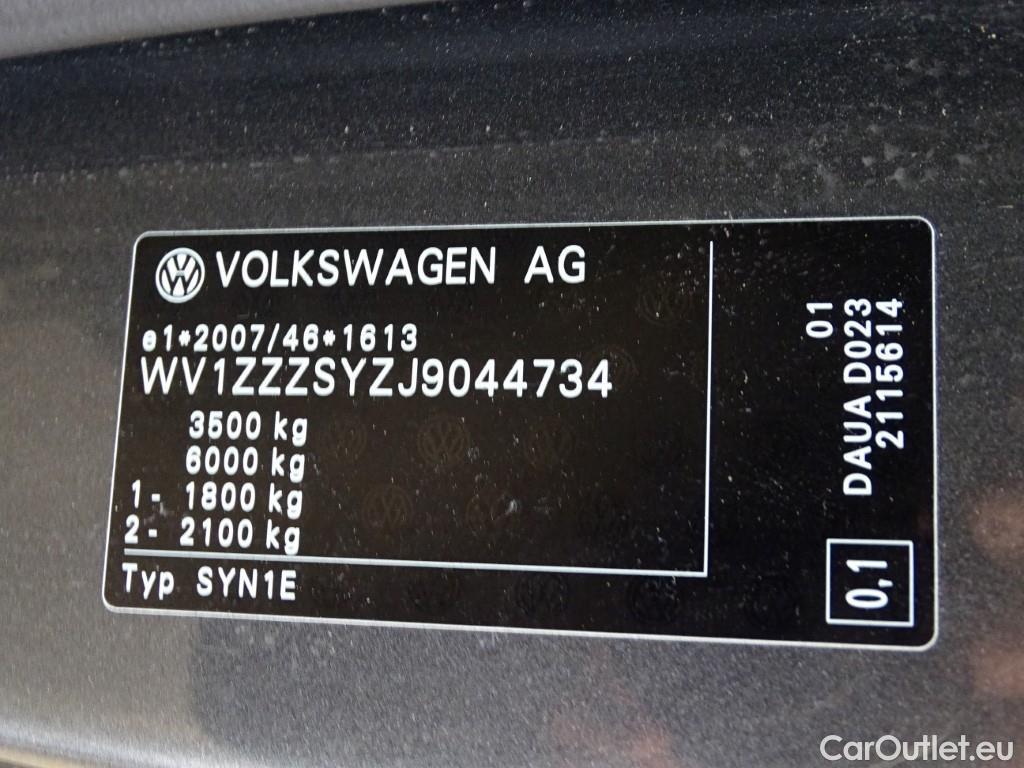 VOLKSWAGEN AG
e1*2007/46*1613
WV1ZZZSYZJ9044734
3500 kg
6000 kg
1 - 1800 kg
2 - 2100 kg
Typ SYN1E
01
DAUA D023
2115614
0,1
CarOutlet.eu